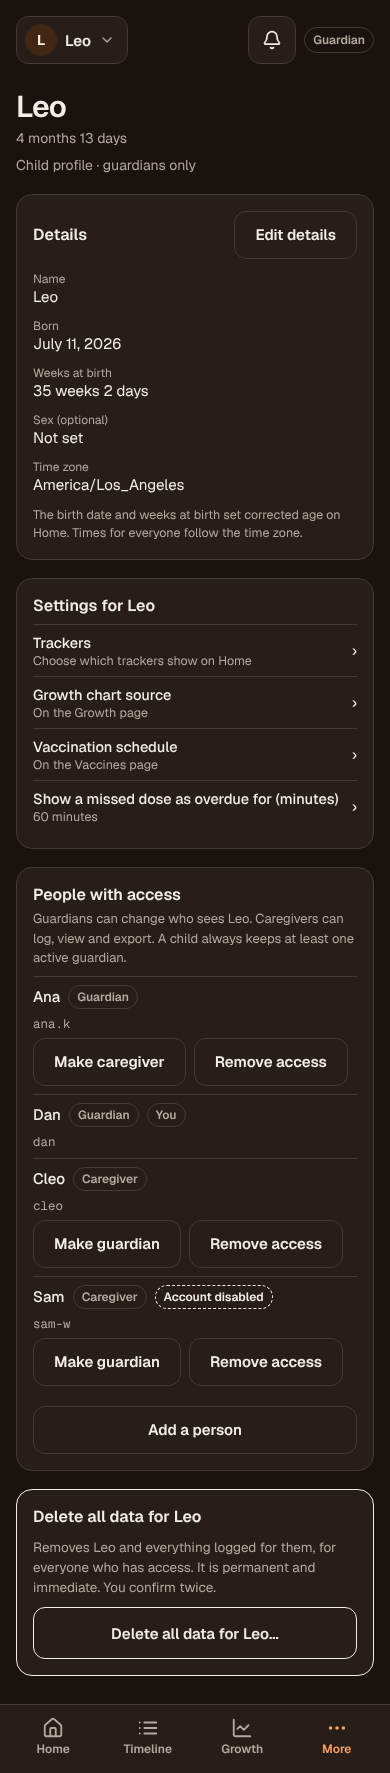 L Leo
Guardian
Leo
4 months 13 days
Child profile · guardians only
Details
Edit details
Name
Leo
Born
July 11, 2026
Weeks at birth
35 weeks 2 days
Sex (optional)
Not set
Time zone
America/Los_Angeles
The birth date and weeks at birth set corrected age on
Home. Times for everyone follow the time zone.
Settings for Leo
Trackers
Choose which trackers show on Home
Growth chart source
On the Growth page
Vaccination schedule
On the Vaccines page
Show a missed dose as overdue for (minutes)
60 minutes
People with access
Guardians can change who sees Leo. Caregivers can
log, view and export. A child always keeps at least one
active guardian.
Ana Guardian
ana.k
Make caregiver Remove access
Dan Guardian You
dan
Cleo Caregiver
cleo
Make guardian Remove access
Sam Caregiver Account disabled
sam-w
Make guardian Remove access
Add a person
Delete all data for Leo
Removes Leo and everything logged for them, for
everyone who has access. It is permanent and
immediate. You confirm twice.
Delete all data for Leo…
Home Timeline Growth More